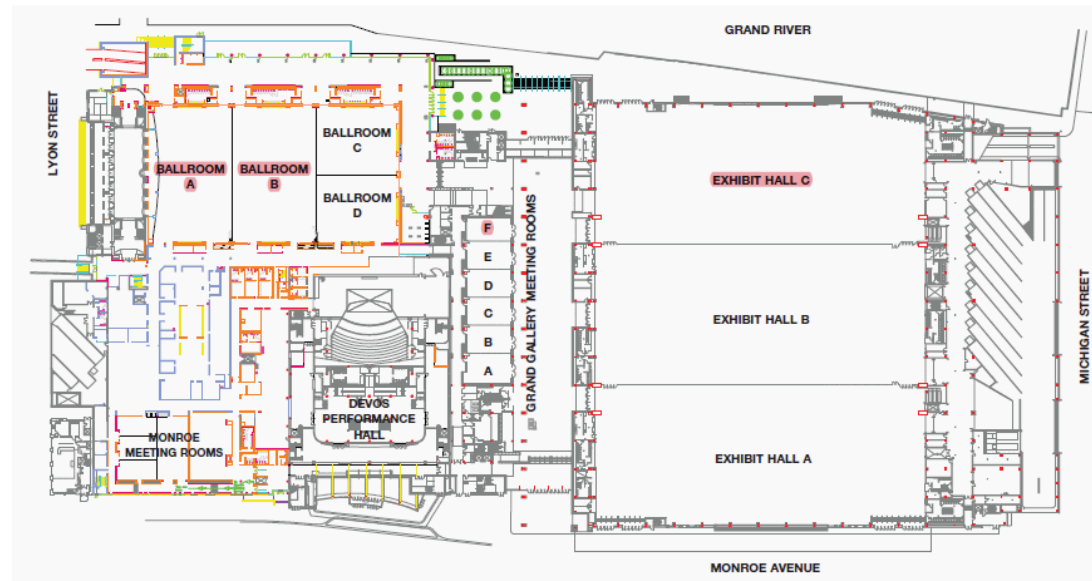 GRAND RIVER
LYON STREET
BALLROOM
A
BALLROOM
B
BALLROOM
C
BALLROOM
D
F
E
D
C
B
A
GRAND GALLERY MEETING ROOMS
EXHIBIT HALL C
EXHIBIT HALL B
EXHIBIT HALL A
MICHIGAN STREET
DEVOS
PERFORMANCE
HALL
MONROE
MEETING ROOMS
MONROE AVENUE